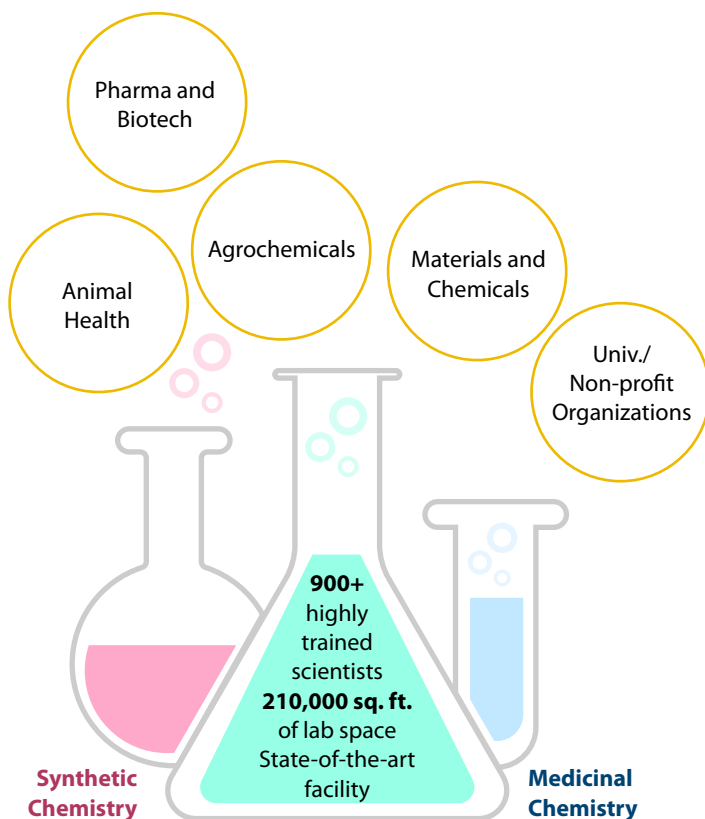 Pharma and
Biotech
Agrochemicals
Materials and
Chemicals
Animal
Health
Univ./
Non-profit
Organizations
900+
highly
trained
scientists
210,000 sq. ft.
of lab space
State-of-the-art
facility
Synthetic
Chemistry
Medicinal
Chemistry